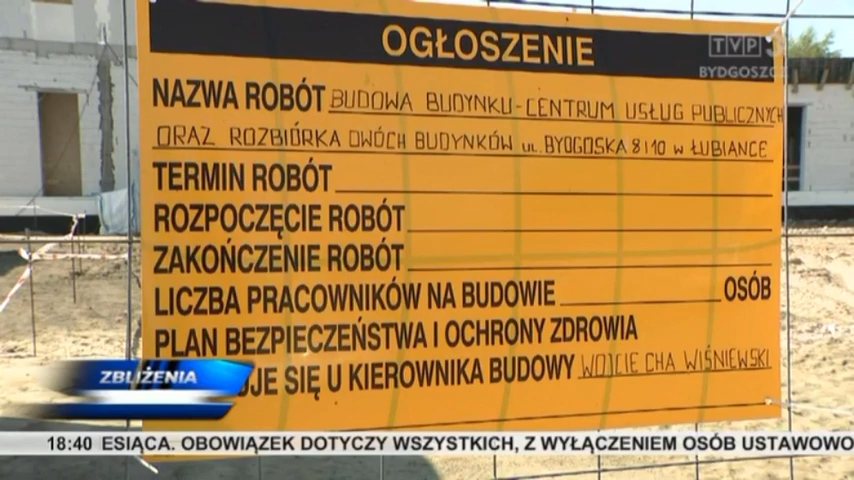 OGŁOSZENIE
TVP3
BYDGOSZCZ
NAZWA ROBÓT BUDOWA BUDYNKU-CENTRUM USŁUG PUBLICZNYCH
ORAZ ROZBIÓRKA DWÓCH BUDYNKÓW ul. BYDGOSKA 8 i 10 w ŁUBIANCE
TERMIN ROBÓT
ROZPOCZĘCIE ROBÓT
ZAKOŃCZENIE ROBÓT
LICZBA PRACOWNIKÓW NA BUDOWIE OSÓB
PLAN BEZPIECZEŃSTWA I OCHRONY ZDROWIA
JE SIĘ U KIEROWNIKA BUDOWY WOJCIECHA WIŚNIEWSKI
ZBLIŻENIA
18:40 ESIĄCA. OBOWIĄZEK DOTYCZY WSZYSTKICH, Z WYŁĄCZENIEM OSÓB USTAWOWO